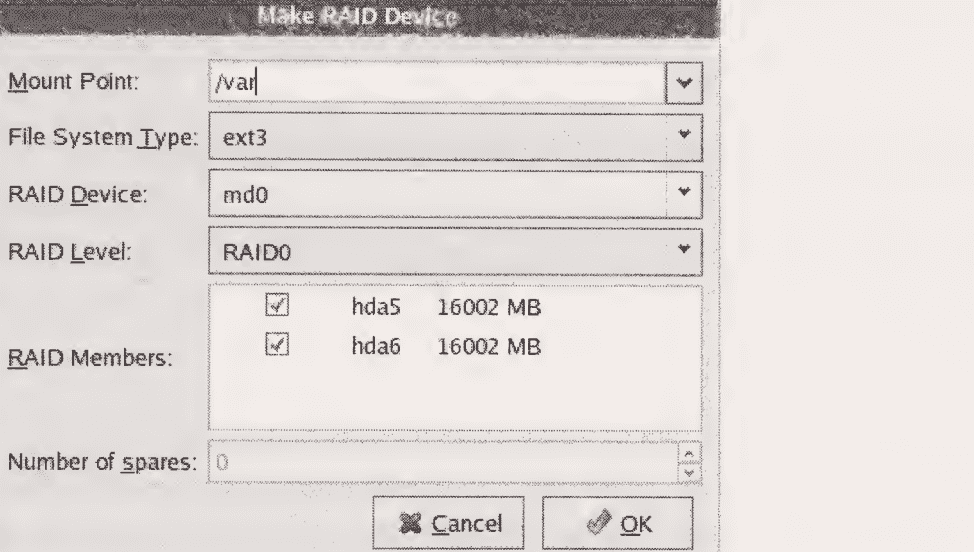 Make RAID Device
Mount Point: /var
File System Type: ext3
RAID Device: md0
RAID Level: RAID0
hda5 16002 MB
hda6 16002 MB
RAID Members:
Number of spares: 0
Cancel OK